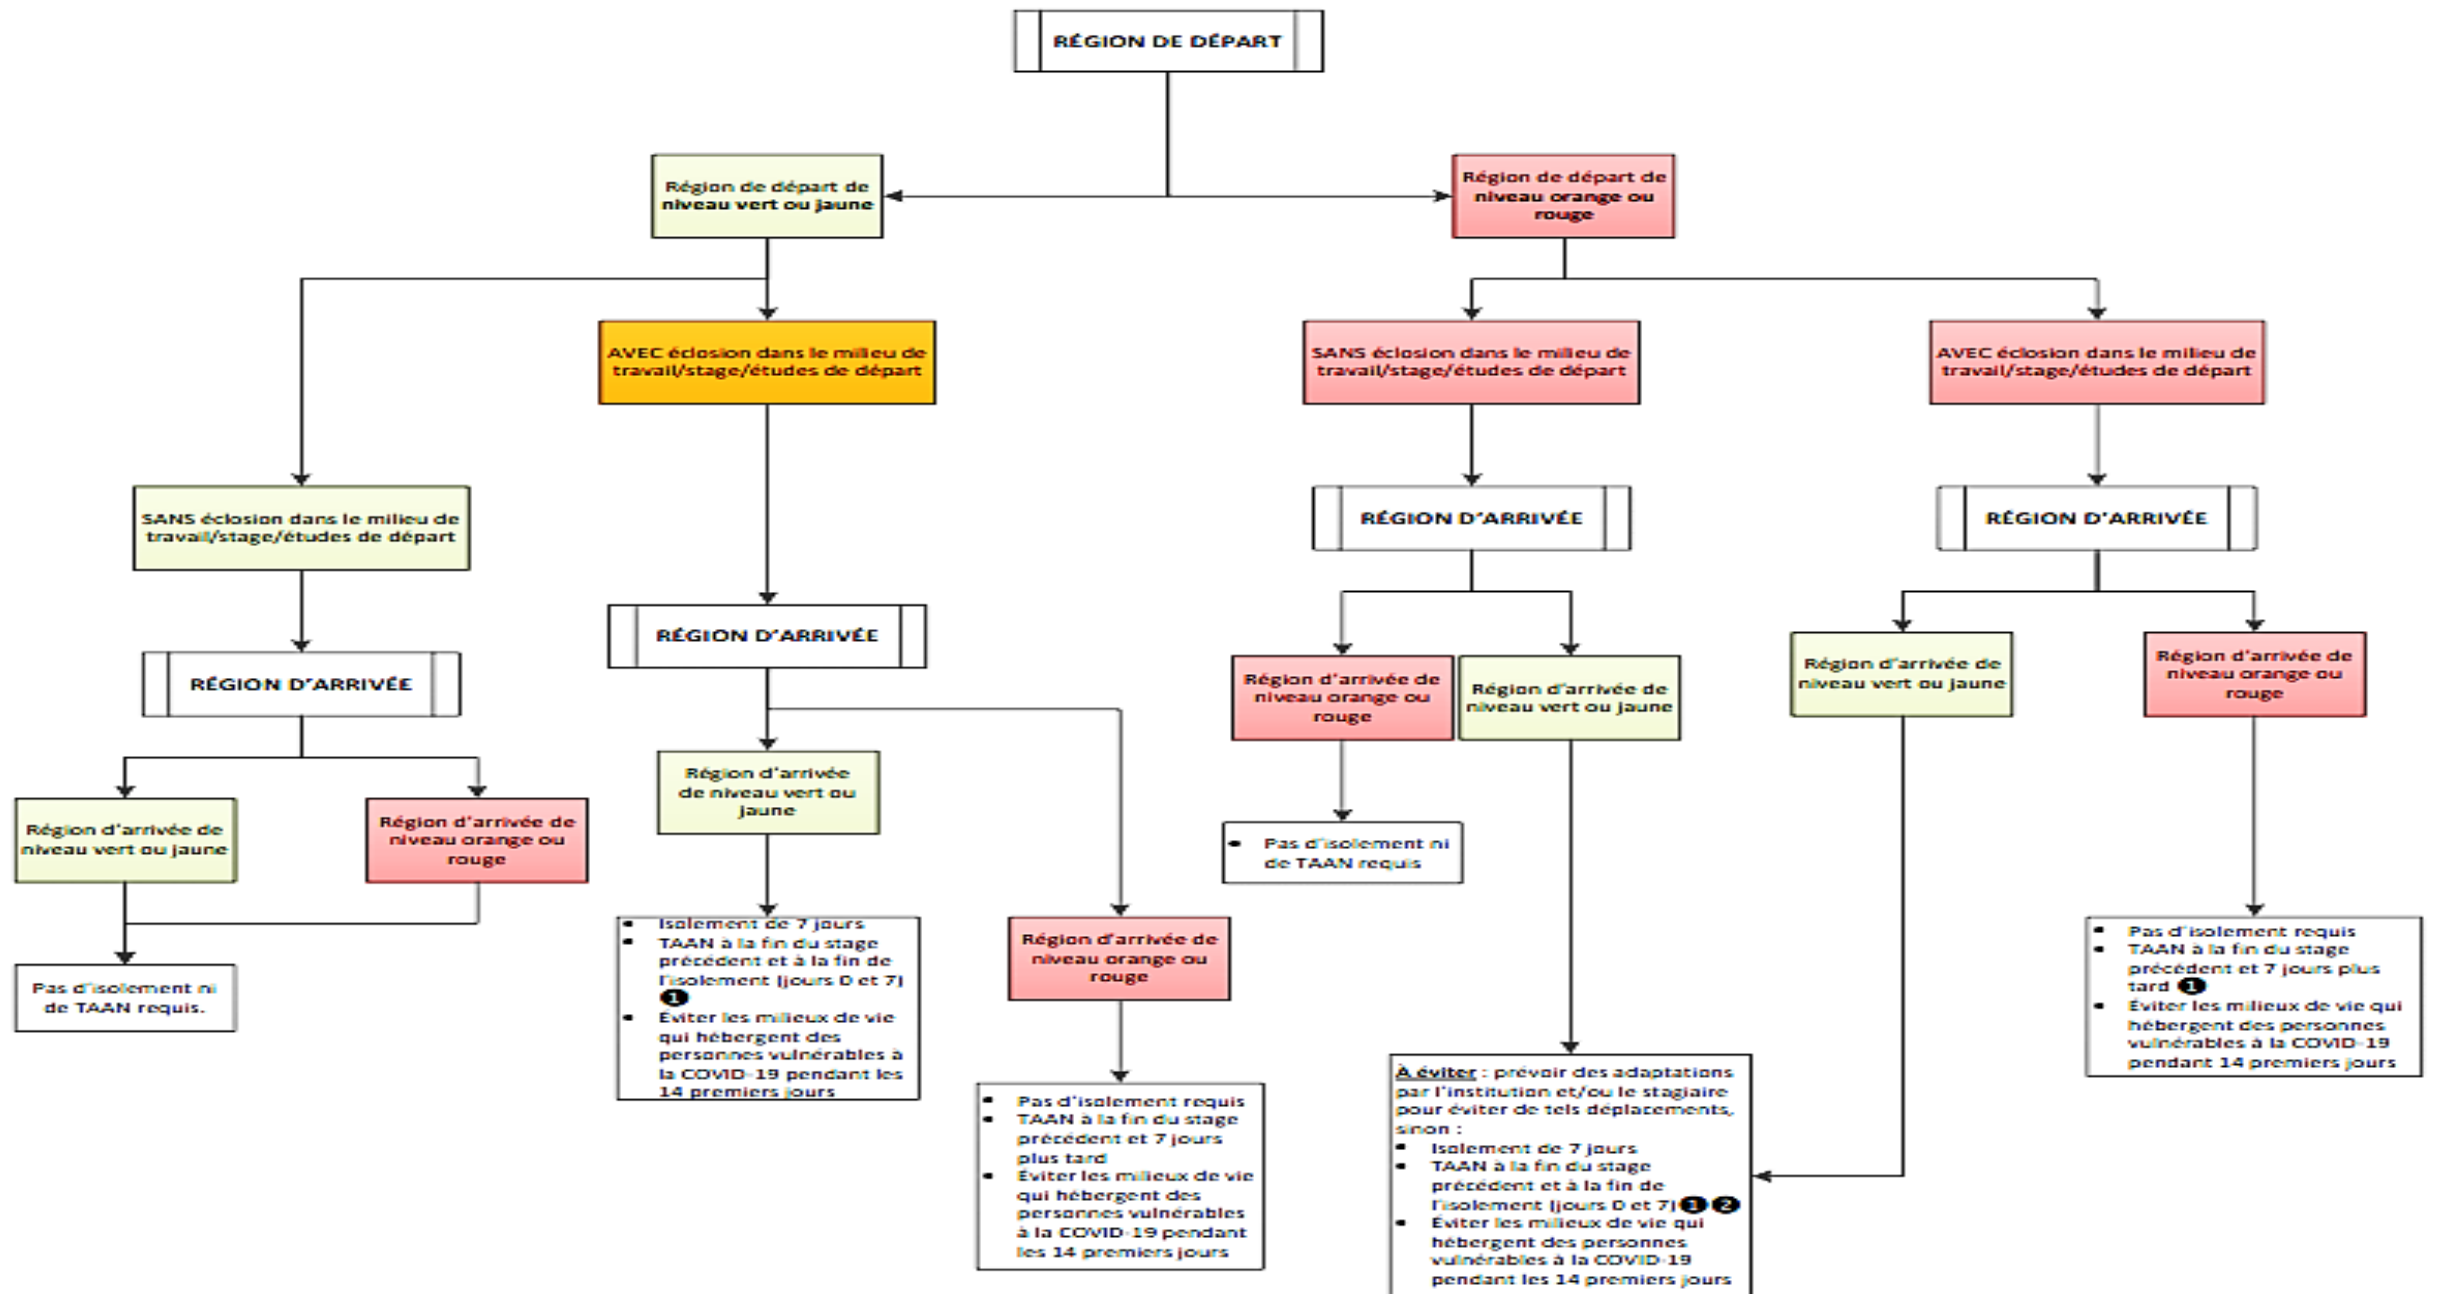 RÉGION DE DÉPART
Région de départ de
niveau vert ou jaune
Région de départ de
niveau orange ou
rouge
AVEC éclosion dans le milieu de
travail/stage/études de départ
SANS éclosion dans le milieu de
travail/stage/études de départ
AVEC éclosion dans le milieu de
travail/stage/études de départ
SANS éclosion dans le milieu de
travail/stage/études de départ
RÉGION D'ARRIVÉE
RÉGION D'ARRIVÉE
RÉGION D'ARRIVÉE
RÉGION D'ARRIVÉE
Région d'arrivée de
niveau vert ou jaune
Région d'arrivée de
niveau orange ou
rouge
Pas d'isolement ni
de TAAN requis.
Région d'arrivée
de niveau vert ou
jaune
• Isolement de 7 jours
• TAAN à la fin du stage
précédent et à la fin de
l'isolement (jours 0 et 7)
❶
• Éviter les milieux de vie
qui hébergent des
personnes vulnérables à
la COVID-19 pendant les
14 premiers jours
Région d'arrivée de
niveau orange ou
rouge
• Pas d'isolement requis
• TAAN à la fin du stage
précédent et 7 jours
plus tard
• Éviter les milieux de vie
qui hébergent des
personnes vulnérables
à la COVID-19 pendant
les 14 premiers jours
Région d'arrivée de
niveau orange ou
rouge
Région d'arrivée de
niveau vert ou jaune
• Pas d'isolement ni
de TAAN requis
À éviter : prévoir des adaptations
par l'institution et/ou le stagiaire
pour éviter de tels déplacements,
sinon :
• Isolement de 7 jours
• TAAN à la fin du stage
précédent et à la fin de
l'isolement (jours 0 et 7) ❶ ❷
• Éviter les milieux de vie qui
hébergent des personnes
vulnérables à la COVID-19
pendant les 14 premiers jours
Région d'arrivée de
niveau vert ou jaune
Région d'arrivée de
niveau orange ou
rouge
• Pas d'isolement requis
• TAAN à la fin du stage
précédent et 7 jours plus
tard ❶
• Éviter les milieux de vie qui
hébergent des personnes
vulnérables à la COVID-19
pendant 14 premiers jours